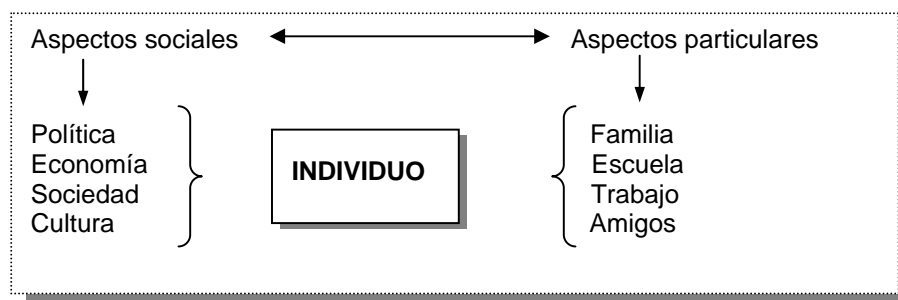 Aspectos sociales
Aspectos particulares
Política
Economía
Sociedad
Cultura
INDIVIDUO
Familia
Escuela
Trabajo
Amigos